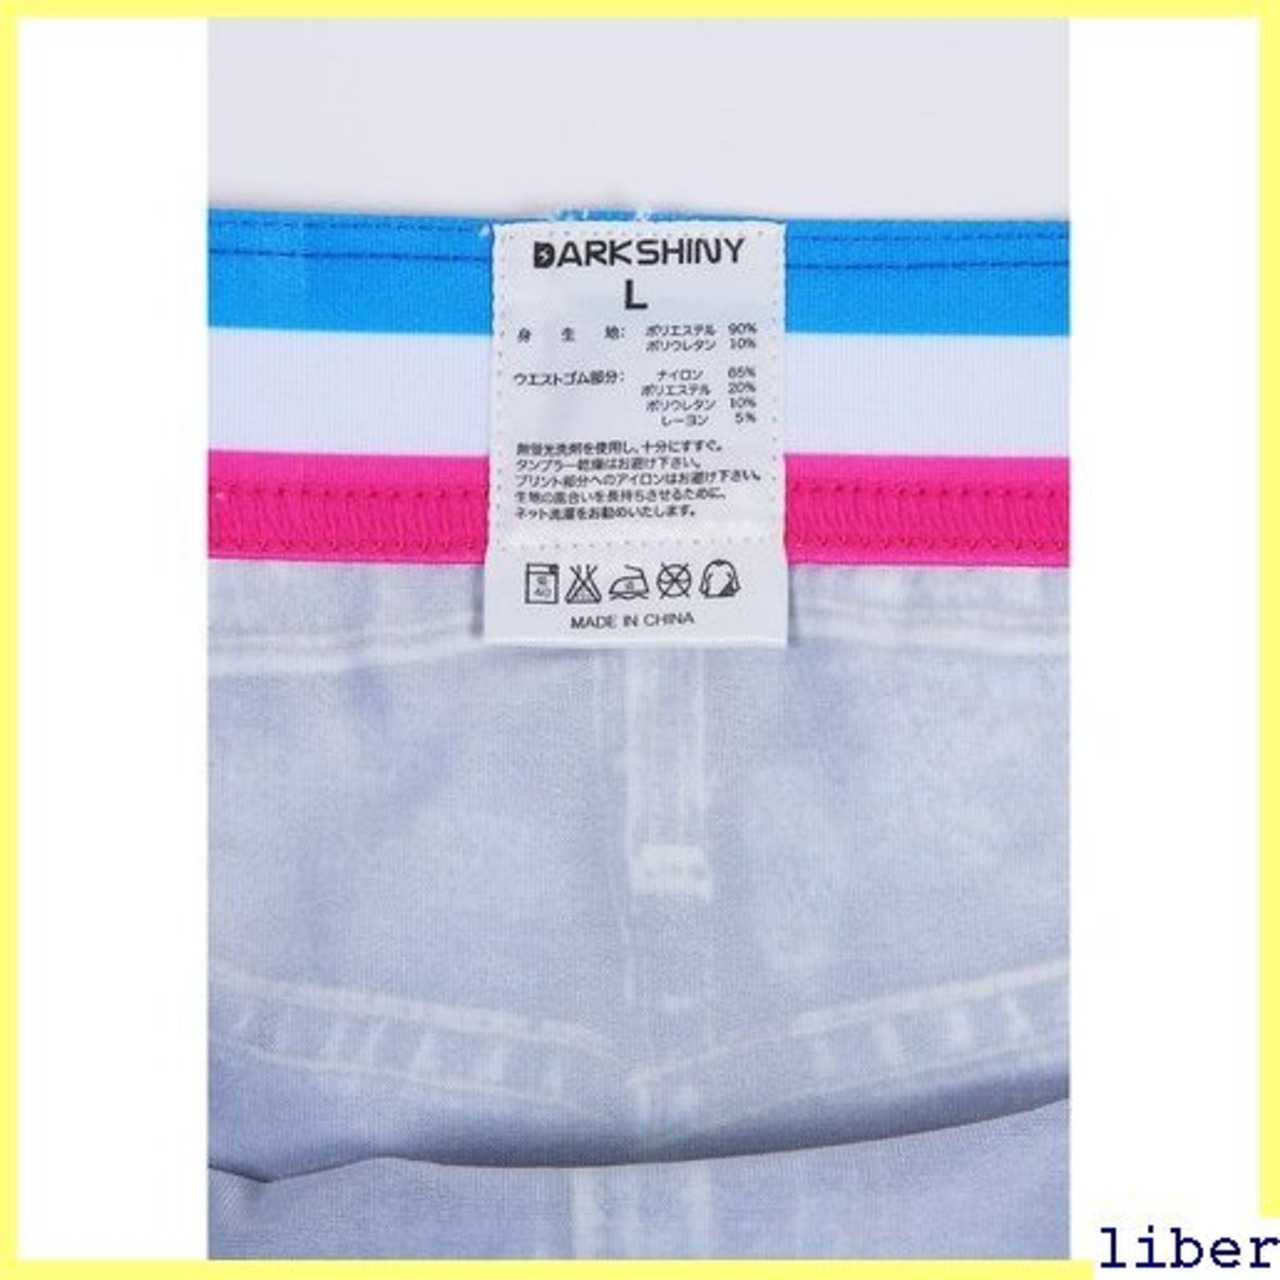 DARKSHINY
L
身 生 地: ポリエステル 90%
ポリウレタン 10%
ウエストゴム部分: ナイロン 65%
ポリエステル 20%
ポリウレタン 10%
レーヨン 5%
無蛍光洗剤を使用し、十分にすすぐ。
タンブラー乾燥はお避け下さい。
プリント部分へのアイロンはお避け下さい。
生地の風合いを長持ちさせるために、
ネット洗濯をお勧めいたします。
40
MADE IN CHINA
liber